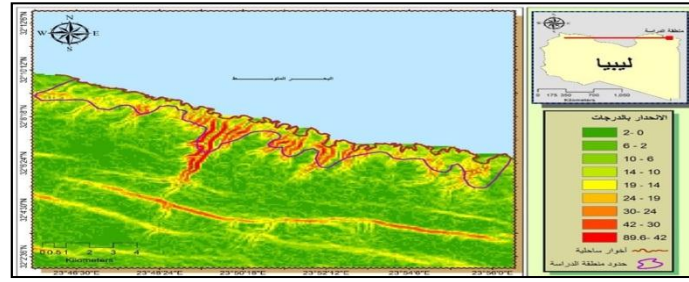 N
W
E
S
البحر المتوسط
Kilometers
23°46'30"E
23°48'24"E
23°50'18"E
23°52'12"E
23°54'6"E
23°56'0"E
منطقة الدراسة
ليبيا
Kilometers
الانحدار بالدرجات
2- 0
6 - 2
10 - 6
14 - 10
19 - 14
24 - 19
30- 24
42 - 30
89.6- 42
أخوار ساحلية
حدود منطقة الدراسة